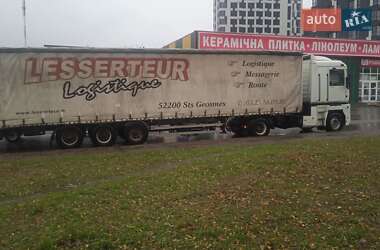 auto RIA
КЕРАМІЧНА ПЛИТКА·ЛІНОЛЕУМ·ЛАМ
LESSERTEUR
Logistique
Logistique
Messagerie
Route
52200 Sts Geosmes